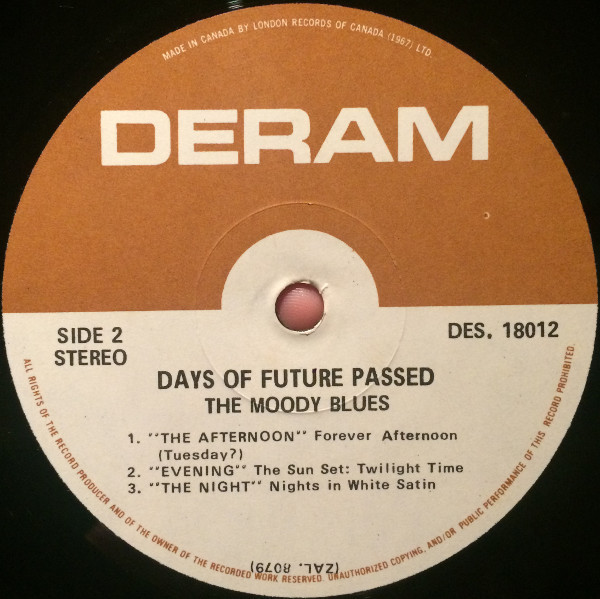 MADE IN CANADA BY LONDON RECORDS OF CANADA (1967) LTD.
DERAM
SIDE 2
STEREO
DES. 18012
DAYS OF FUTURE PASSED
THE MOODY BLUES
1. ""THE AFTERNOON"" Forever Afternoon
(Tuesday?)
2. ""EVENING"" The Sun Set: Twilight Time
3. ""THE NIGHT"" Nights in White Satin
(ZAL. 8079)
ALL RIGHTS OF THE RECORD PRODUCER AND OF THE OWNER OF THE RECORDED WORK RESERVED. UNAUTHORIZED COPYING, AND/OR PUBLIC PERFORMANCE OF THIS RECORD PROHIBITED.